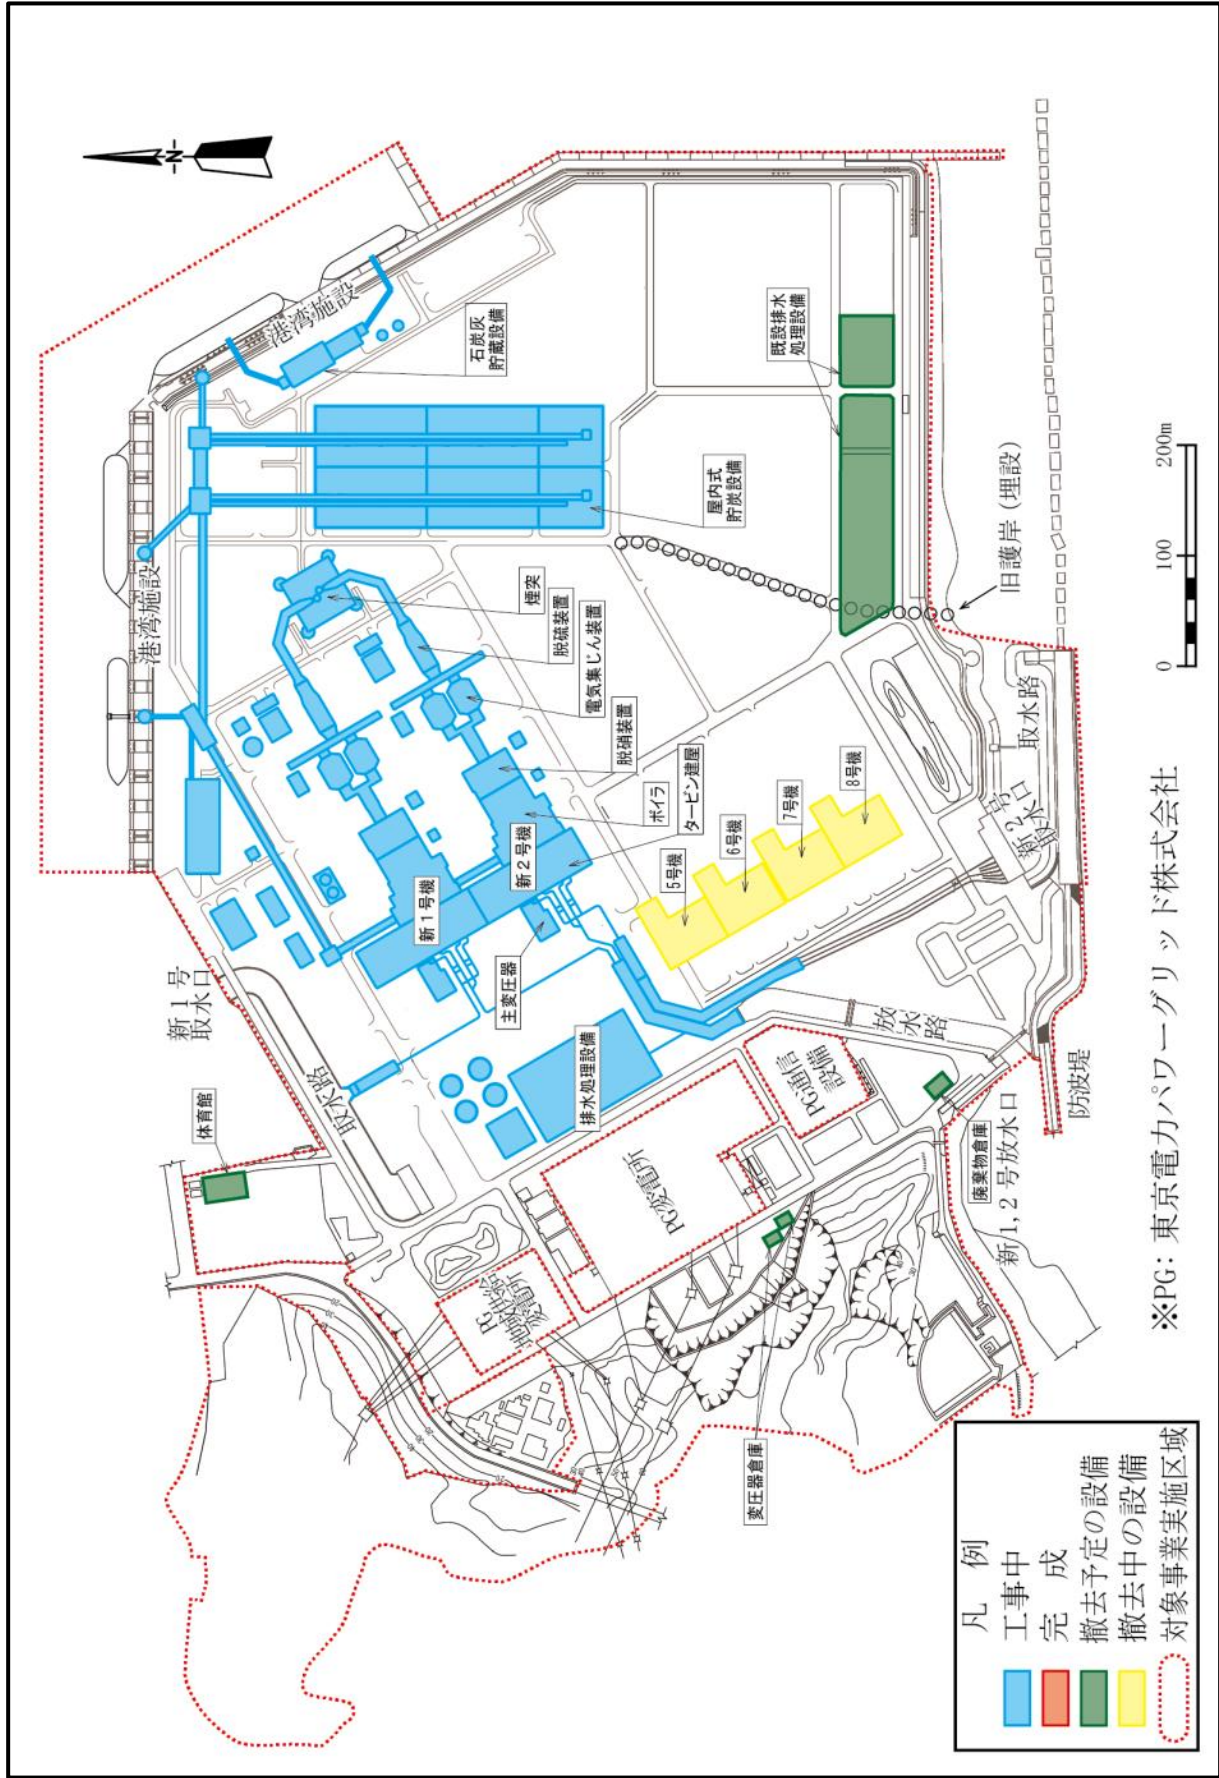 N
港湾施設
港湾施設
石炭灰
貯蔵設備
屋内式
貯炭設備
既設排水
処理設備
煙突
脱硫装置
電気集じん装置
脱硝装置
ボイラ
タービン建屋
新1号機
新2号機
主変圧器
排水処理設備
新1号
取水口
取水路
体育館
5号機
6号機
7号機
8号機
新2号
取水口
取水路
旧護岸(埋設)
放水路
PG通信
設備
PG変電所
PG
地域供給
変電所
廃棄物倉庫
新1,2号放水口
防波堤
変圧器倉庫
0 100 200m
※PG:東京電力パワーグリッド株式会社
凡 例
工事中
完 成
撤去予定の設備
撤去中の設備
対象事業実施区域